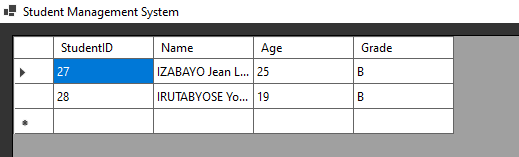 Student Management System
StudentID Name Age Grade
27 IZABAYO Jean L... 25 B
28 IRUTABYOSE Yo... 19 B